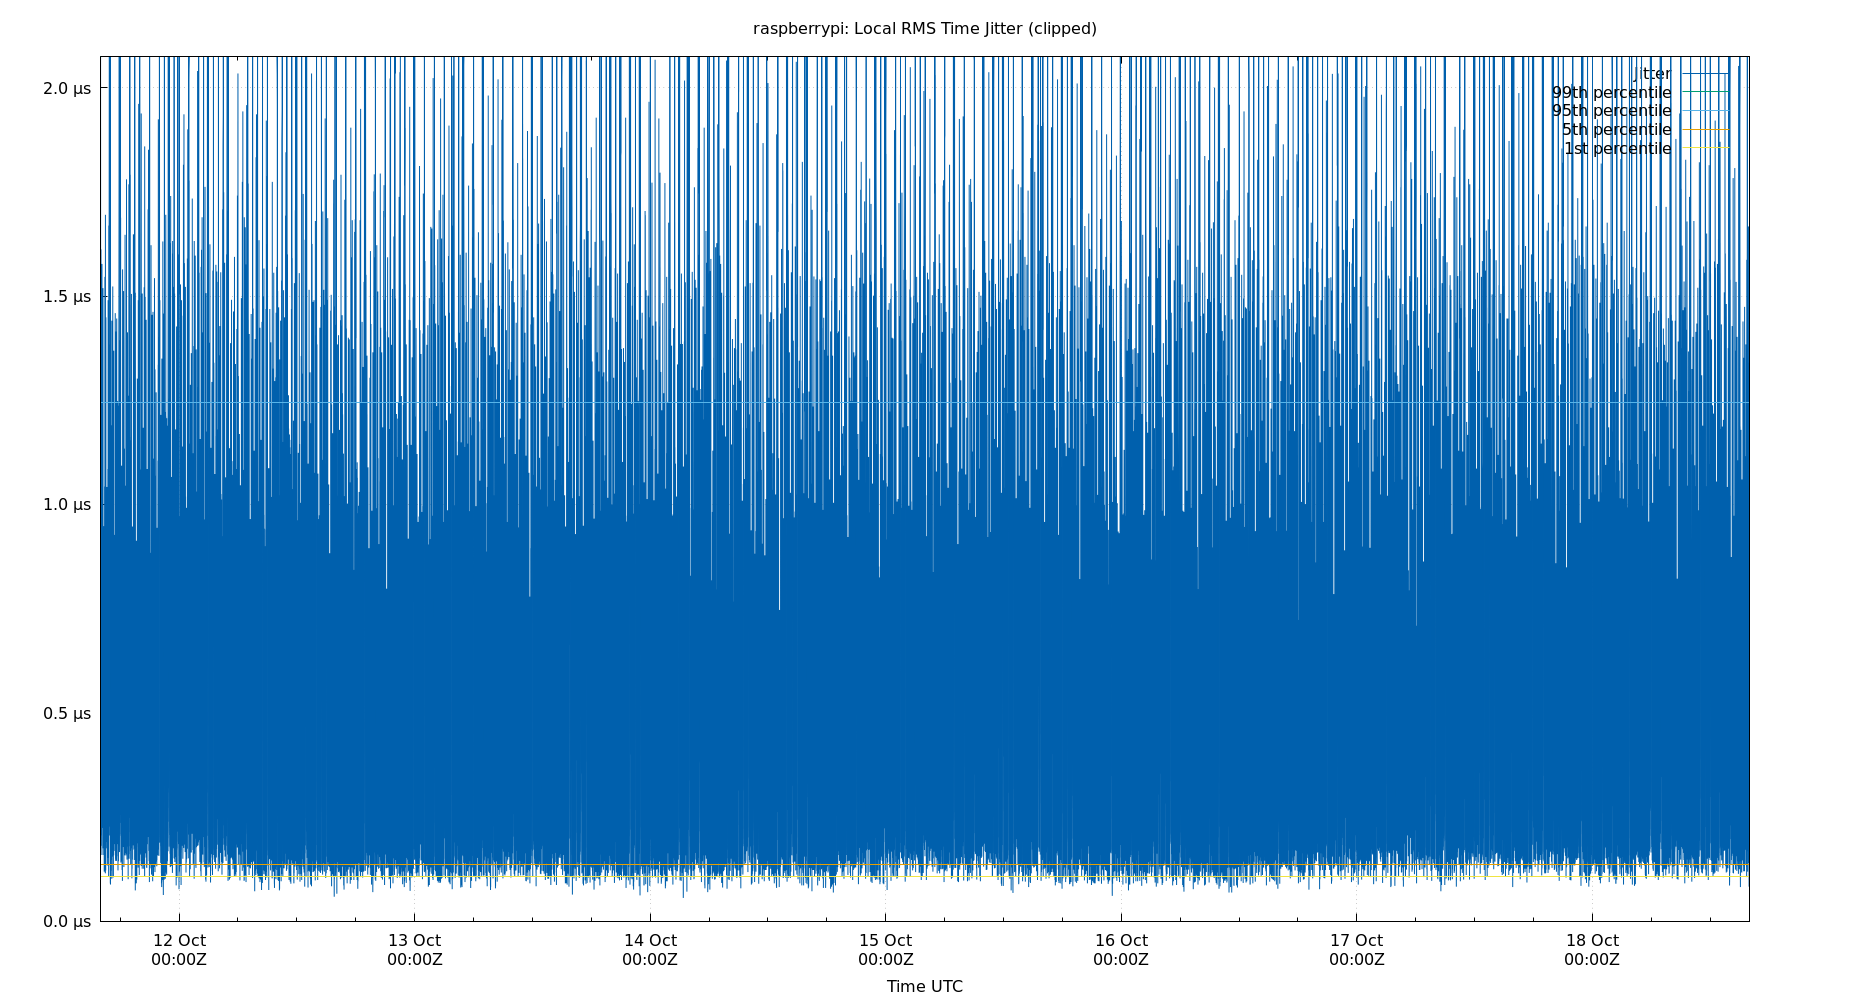 raspberrypi: Local RMS Time Jitter (clipped)
2.0 μs
1.5 μs
1.0 μs
0.5 μs
0.0 μs
jitter
99th percentile
95th percentile
5th percentile
1st percentile
12 Oct
00:00Z
13 Oct
00:00Z
14 Oct
00:00Z
15 Oct
00:00Z
16 Oct
00:00Z
17 Oct
00:00Z
18 Oct
00:00Z
Time UTC